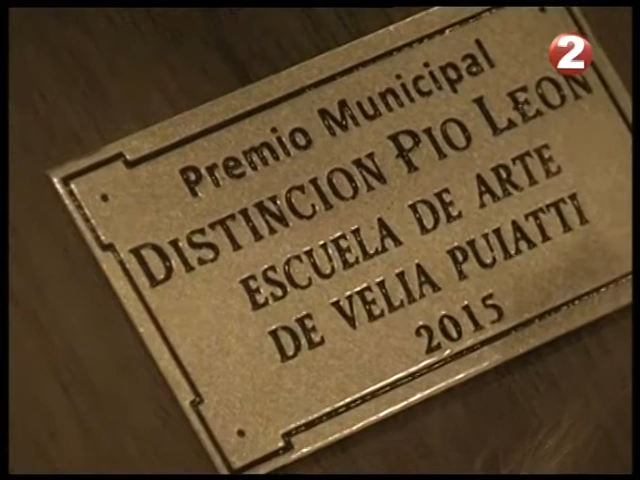 2
Premio Municipal
DISTINCION PIO LEON
ESCUELA DE ARTE
DE VELIA PUIATTI
2015